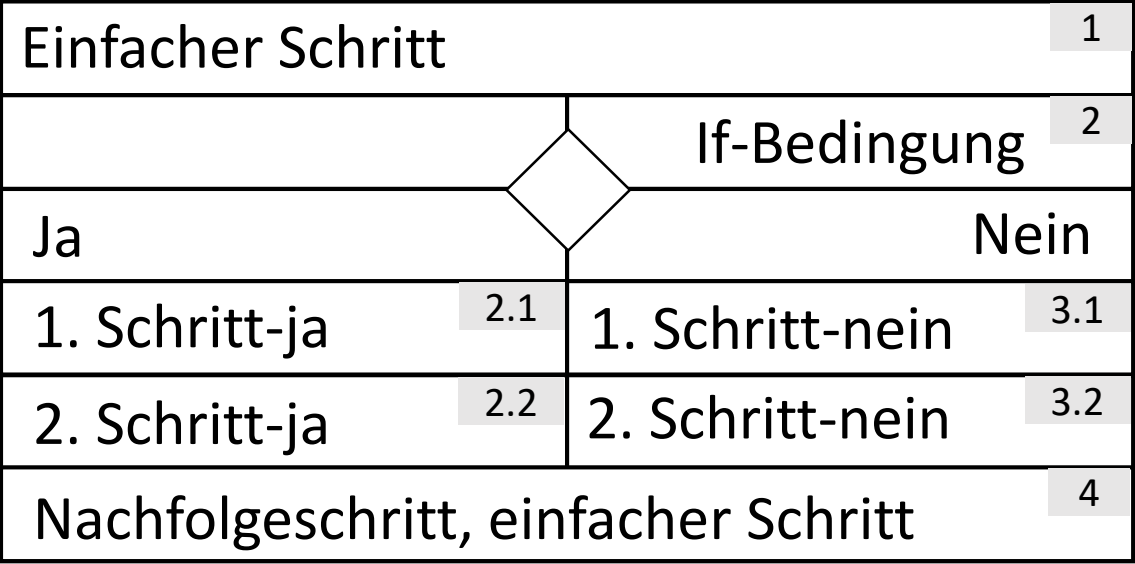 Einfacher Schritt 1
If-Bedingung 2
Ja Nein
1. Schritt-ja 2.1 1. Schritt-nein 3.1
2. Schritt-ja 2.2 2. Schritt-nein 3.2
Nachfolgeschritt, einfacher Schritt 4